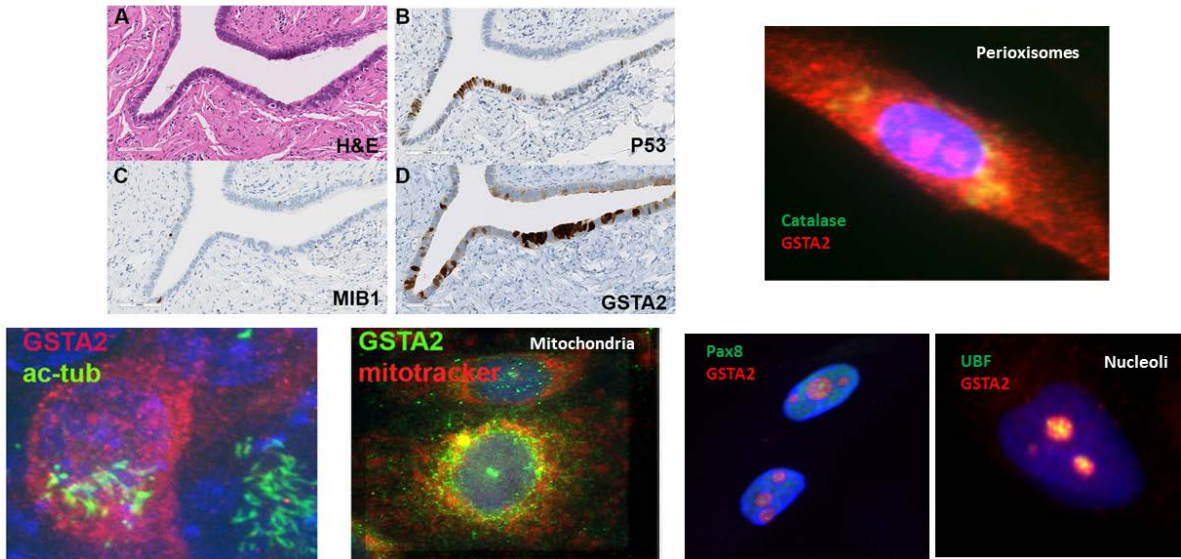 A
H&E
B
P53
C
MIB1
D
GSTA2
Perioxisomes
Catalase
GSTA2
GSTA2
ac-tub
GSTA2
Mitochondria
mitotracker
Pax8
GSTA2
UBF
Nucleoli
GSTA2